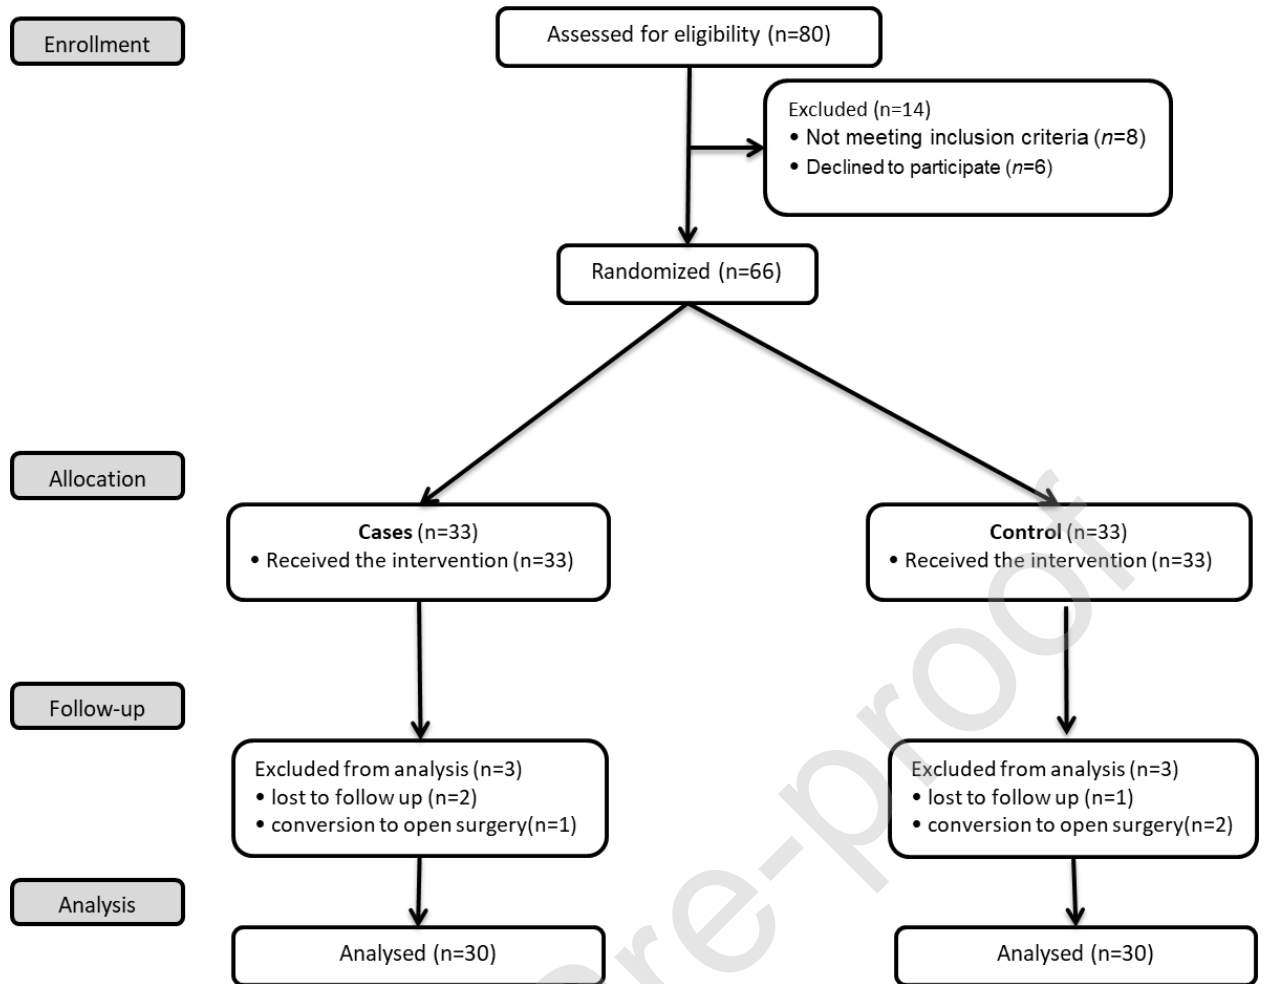 Enrollment
Assessed for eligibility (n=80)
Excluded (n=14)
• Not meeting inclusion criteria (n=8)
• Declined to participate (n=6)
Randomized (n=66)
Allocation
Cases (n=33)
• Received the intervention (n=33)
Control (n=33)
• Received the intervention (n=33)
Follow-up
Excluded from analysis (n=3)
• lost to follow up (n=2)
• conversion to open surgery(n=1)
Excluded from analysis (n=3)
• lost to follow up (n=1)
• conversion to open surgery(n=2)
Analysis
Analysed (n=30)
Analysed (n=30)
re-proof